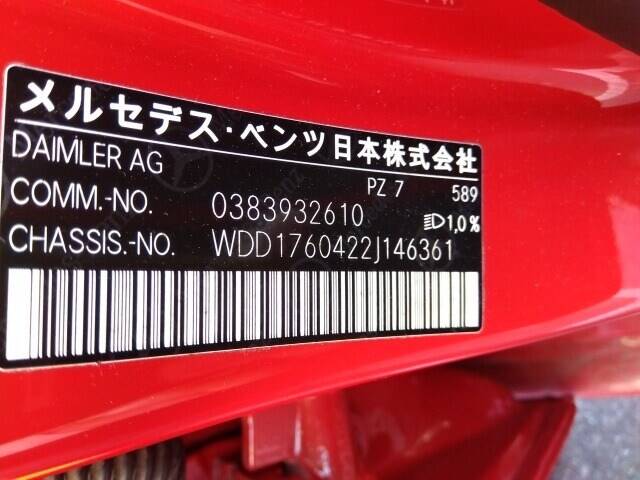 メルセデス・ベンツ日本株式会社
DAIMLER AG PZ 7 589
COMM.-NO. 0383932610 1,0%
CHASSIS.-NO. WDD1760422J146361